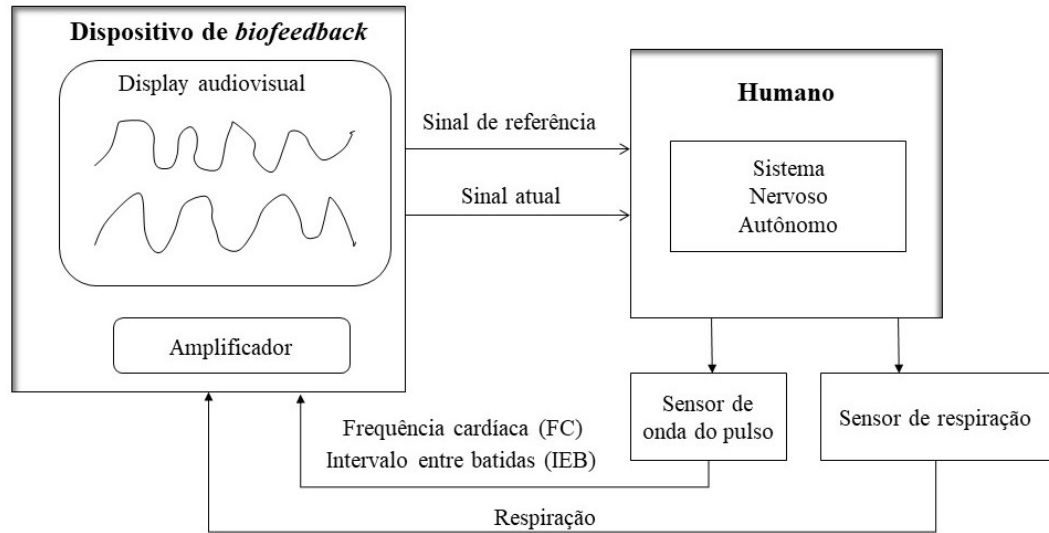 Dispositivo de biofeedback
Display audiovisual
Amplificador
Sinal de referência
Sinal atual
Humano
Sistema
Nervoso
Autônomo
Sensor de
onda do pulso
Sensor de respiração
Frequência cardíaca (FC)
Intervalo entre batidas (IEB)
Respiração